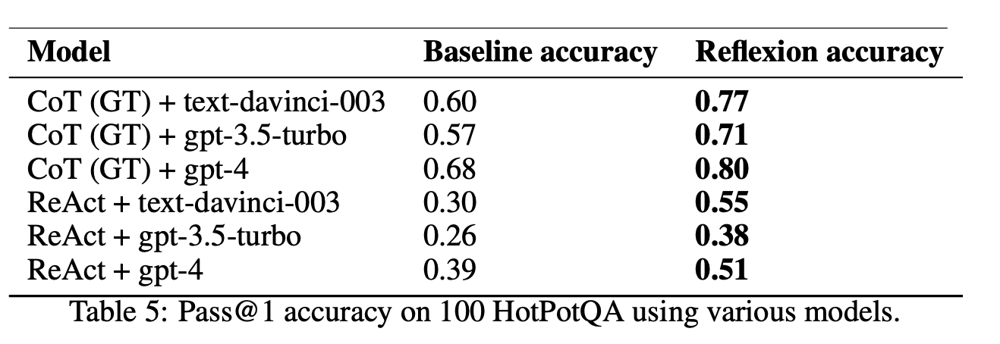 Model Baseline accuracy Reflexion accuracy
CoT (GT) + text-davinci-003 0.60 0.77
CoT (GT) + gpt-3.5-turbo 0.57 0.71
CoT (GT) + gpt-4 0.68 0.80
ReAct + text-davinci-003 0.30 0.55
ReAct + gpt-3.5-turbo 0.26 0.38
ReAct + gpt-4 0.39 0.51
Table 5: Pass@1 accuracy on 100 HotPotQA using various models.